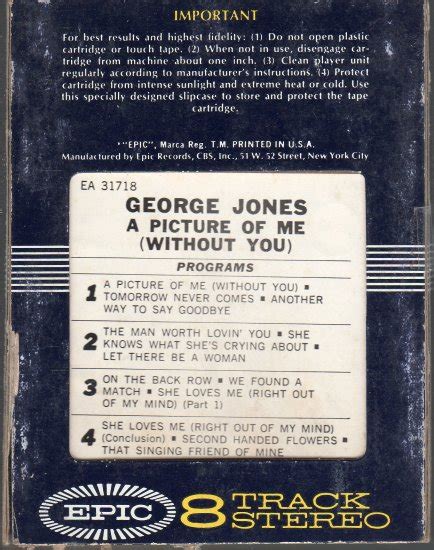 IMPORTANT
For best results and highest fidelity: (1) Do not open plastic
cartridge or touch tape. (2) When not in use, disengage car-
tridge from machine about one inch. (3) Clean player unit
regularly according to manufacturer's instructions. (4) Protect
cartridge from intense sunlight and extreme heat or cold. Use
this specially designed slipcase to store and protect the tape
cartridge.
"EPIC", Marca Reg. T.M. PRINTED IN U.S.A.
Manufactured by Epic Records, CBS, Inc., 51 W. 52 Street, New York City
EA 31718
GEORGE JONES
A PICTURE OF ME
(WITHOUT YOU)
PROGRAMS
1 A PICTURE OF ME (WITHOUT YOU) ▪
TOMORROW NEVER COMES ▪ ANOTHER
WAY TO SAY GOODBYE
2 THE MAN WORTH LOVIN' YOU ▪ SHE
KNOWS WHAT SHE'S CRYING ABOUT ▪
LET THERE BE A WOMAN
3 ON THE BACK ROW ▪ WE FOUND A
MATCH ▪ SHE LOVES ME (RIGHT OUT
OF MY MIND) (Part 1)
4 SHE LOVES ME (RIGHT OUT OF MY MIND)
(Conclusion) ▪ SECOND HANDED FLOWERS ▪
THAT SINGING FRIEND OF MINE
EPIC
8 TRACK
STEREO